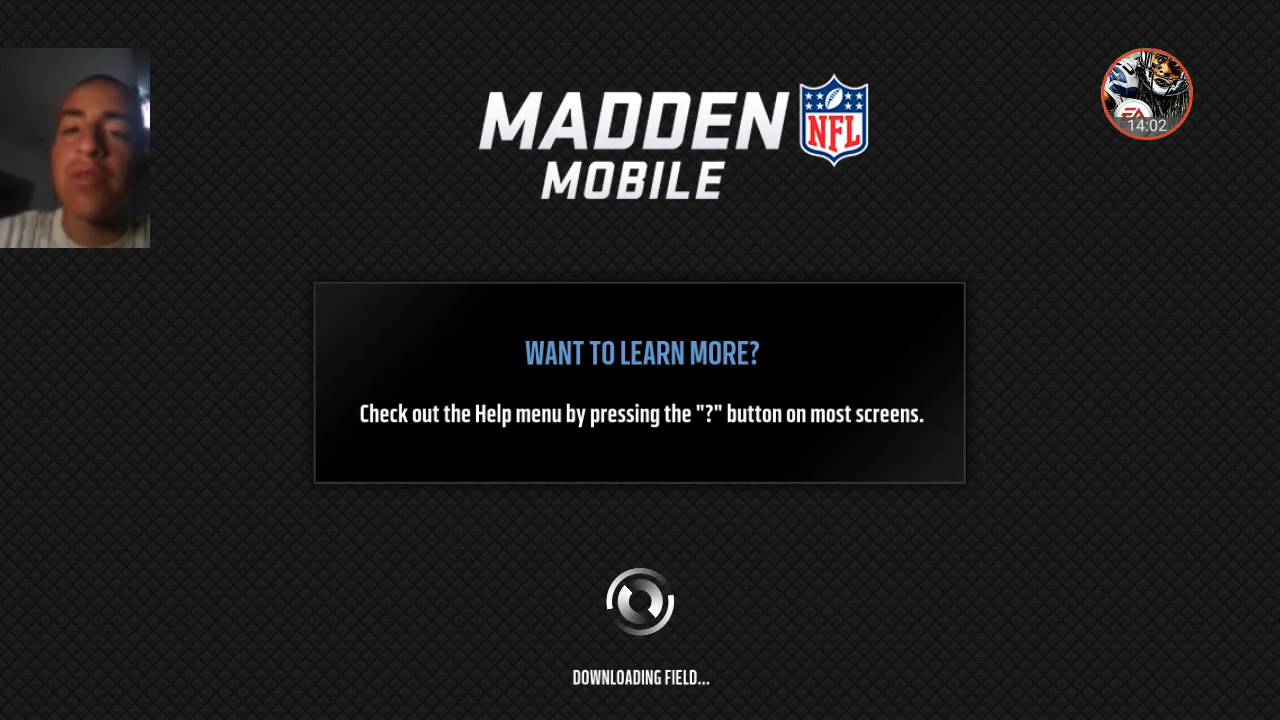 MADDEN NFL
MOBILE
EA
14:02
WANT TO LEARN MORE?
Check out the Help menu by pressing the "?" button on most screens.
DOWNLOADING FIELD...